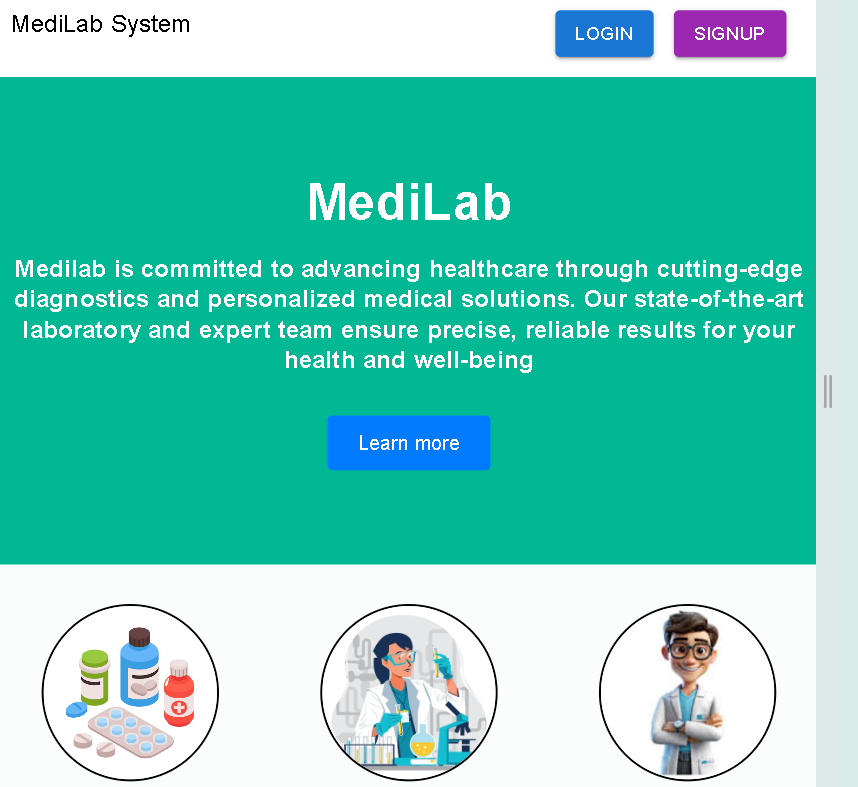 MediLab System
LOGIN
SIGNUP
MediLab
Medilab is committed to advancing healthcare through cutting-edge
diagnostics and personalized medical solutions. Our state-of-the-art
laboratory and expert team ensure precise, reliable results for your
health and well-being
Learn more